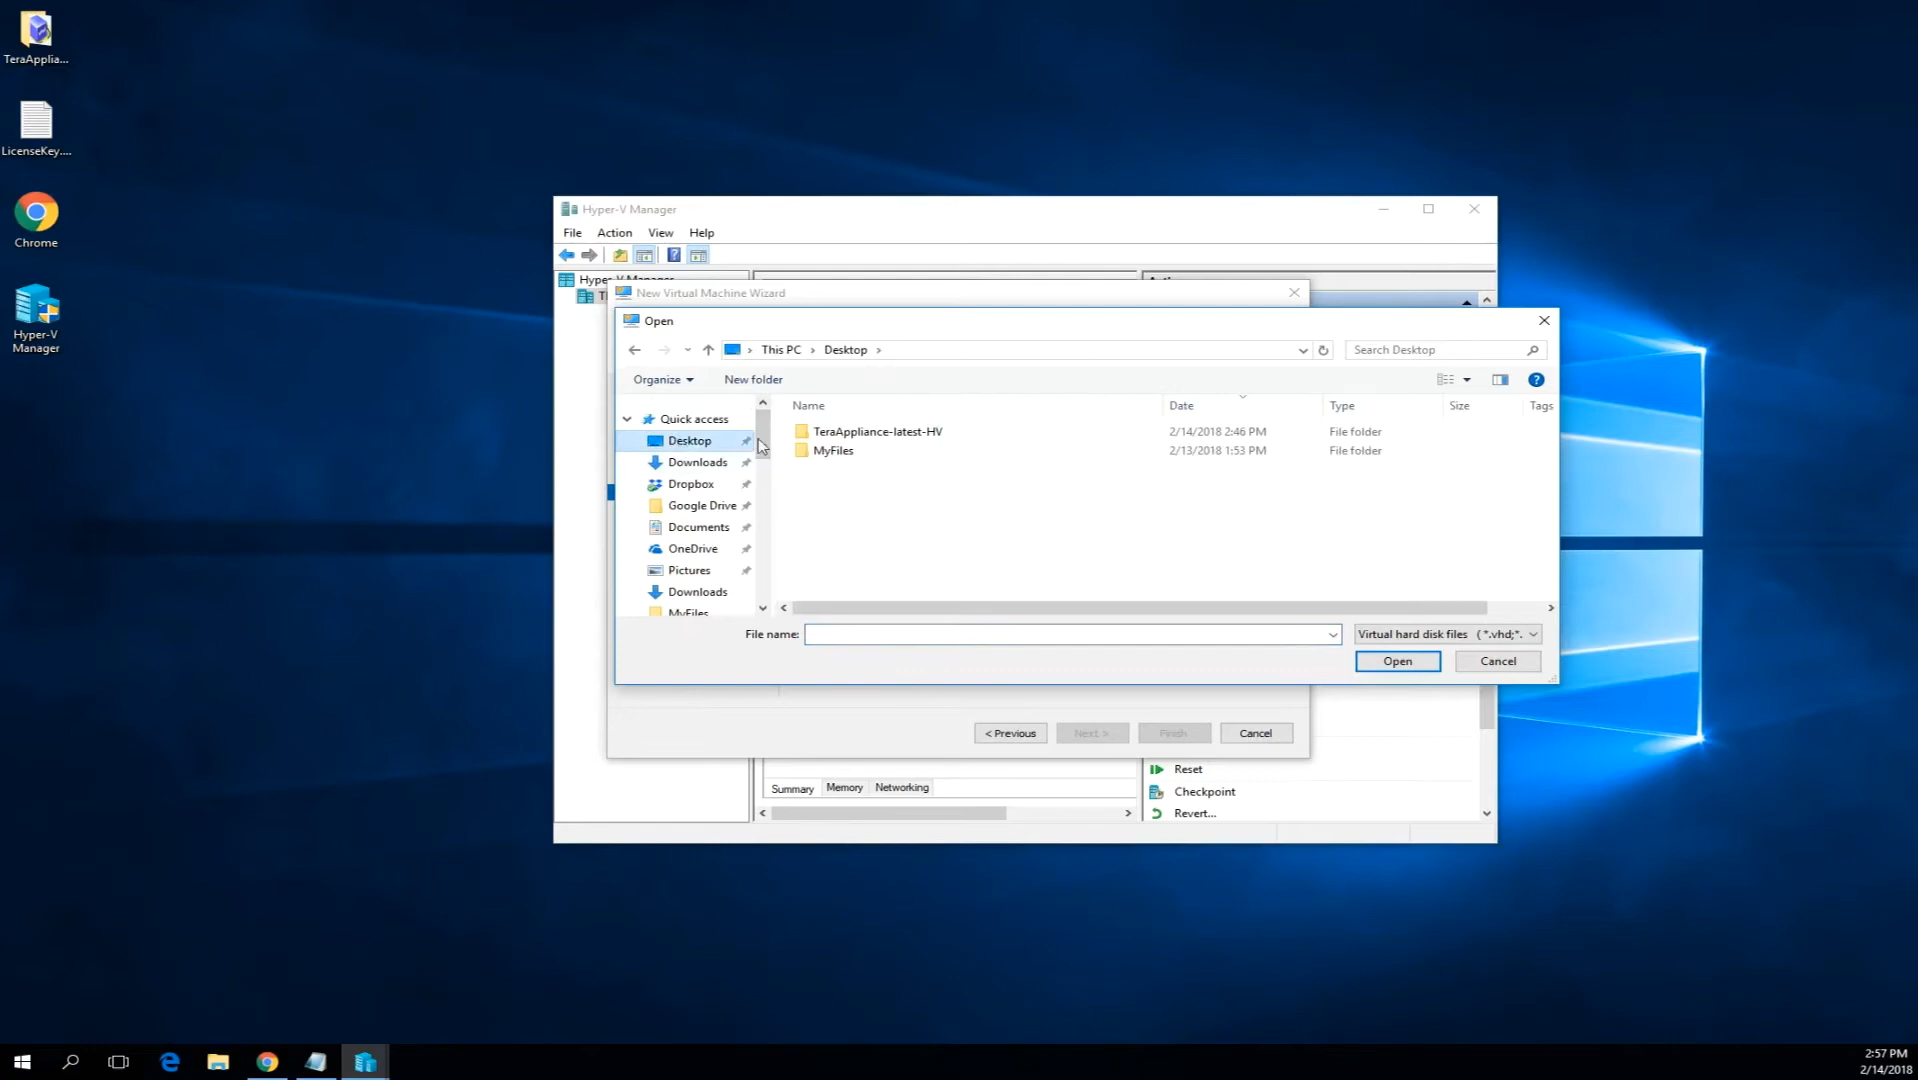 TeraApplia...
LicenseKey....
Chrome
Hyper-V
Manager
Hyper-V Manager
File Action View Help
New Virtual Machine Wizard
Open
This PC Desktop
Search Desktop
Organize New folder
Name Date Type Size Tags
Quick access
Desktop
Downloads
Dropbox
Google Drive
Documents
OneDrive
Pictures
Downloads
MyFiles
TeraAppliance-latest-HV 2/14/2018 2:46 PM File folder
MyFiles 2/13/2018 1:53 PM File folder
File name:
Virtual hard disk files (*.vhd;*.
Open Cancel
< Previous Next > Finish Cancel
Reset
Checkpoint
Revert...
Summary Memory Networking
2:57 PM
2/14/2018